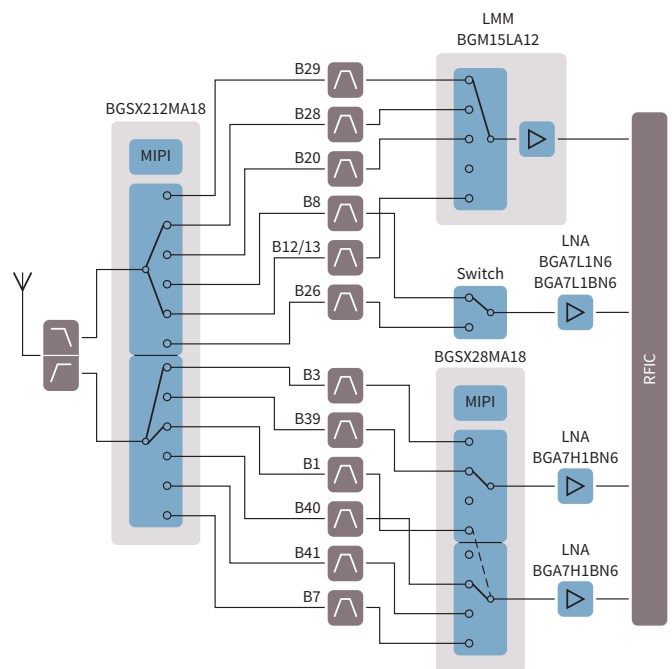 LMM
BGM15LA12
B29
BGSX212MA18
B28
MIPI
B20
B8
B12/13
LNA
BGA7L1N6
BGA7L1BN6
Switch
B26
BGSX28MA18
RFIC
B3
MIPI
B39
LNA
BGA7H1BN6
B1
B40
B41
LNA
BGA7H1BN6
B7